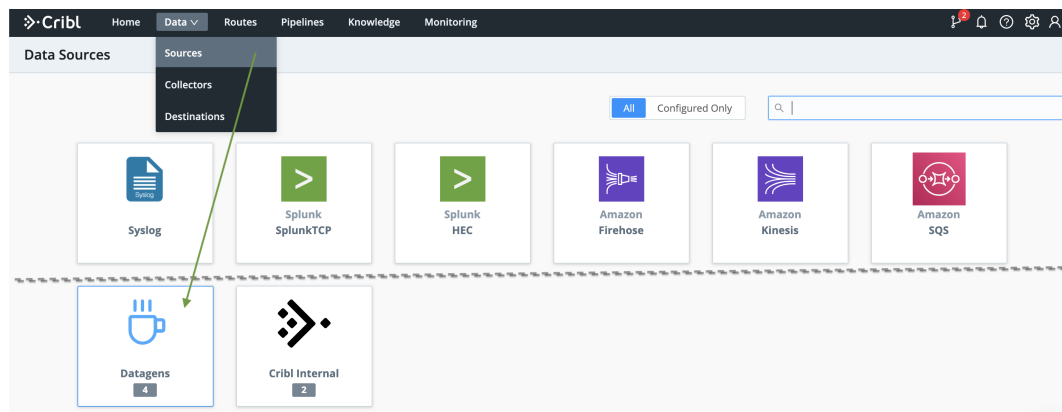 Cribl Home Data Routes Pipelines Knowledge Monitoring 2
Data Sources
Sources
Collectors
Destinations
All Configured Only
Syslog
Syslog
Splunk
SplunkTCP
Splunk
HEC
Amazon
Firehose
Amazon
Kinesis
Amazon
SQS
Datagens
4
Cribl Internal
2